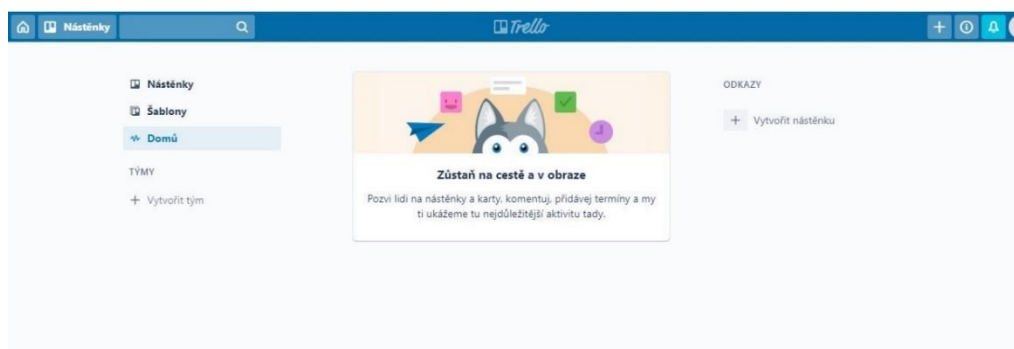 Nástěnky
Trello
Nástěnky
Šablony
Domů
TÝMY
+ Vytvořit tým
Zůstaň na cestě a v obraze
Pozvi lidi na nástěnky a karty, komentuj, přidávej termíny a my
ti ukážeme tu nejdůležitější aktivitu tady.
ODKAZY
+ Vytvořit nástěnku